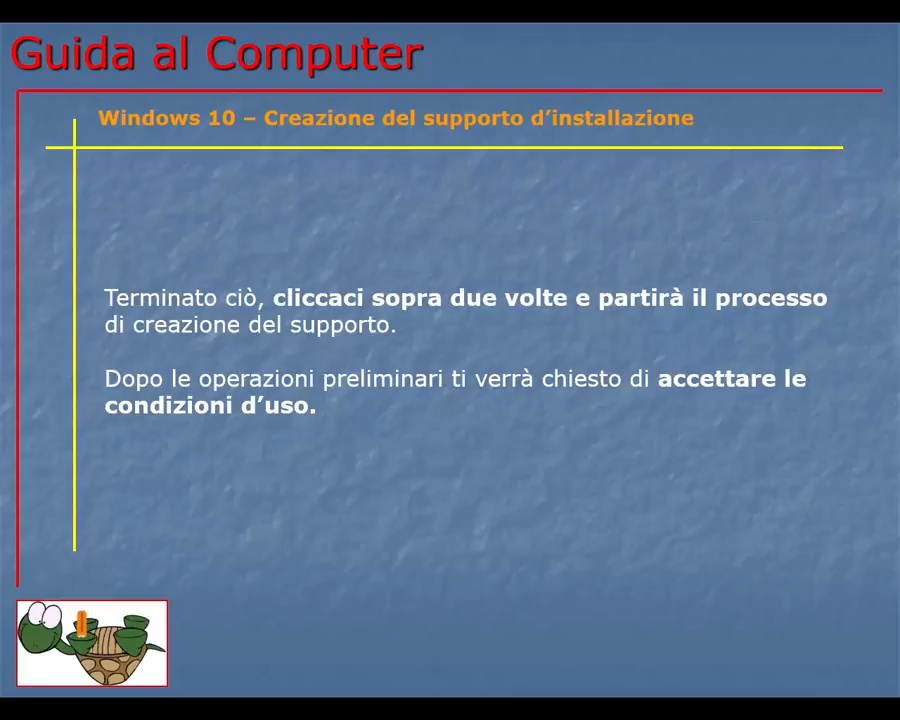 Guida al Computer
Windows 10 – Creazione del supporto d’installazione
Terminato ciò, cliccaci sopra due volte e partirà il processo
di creazione del supporto.
Dopo le operazioni preliminari ti verrà chiesto di accettare le
condizioni d’uso.